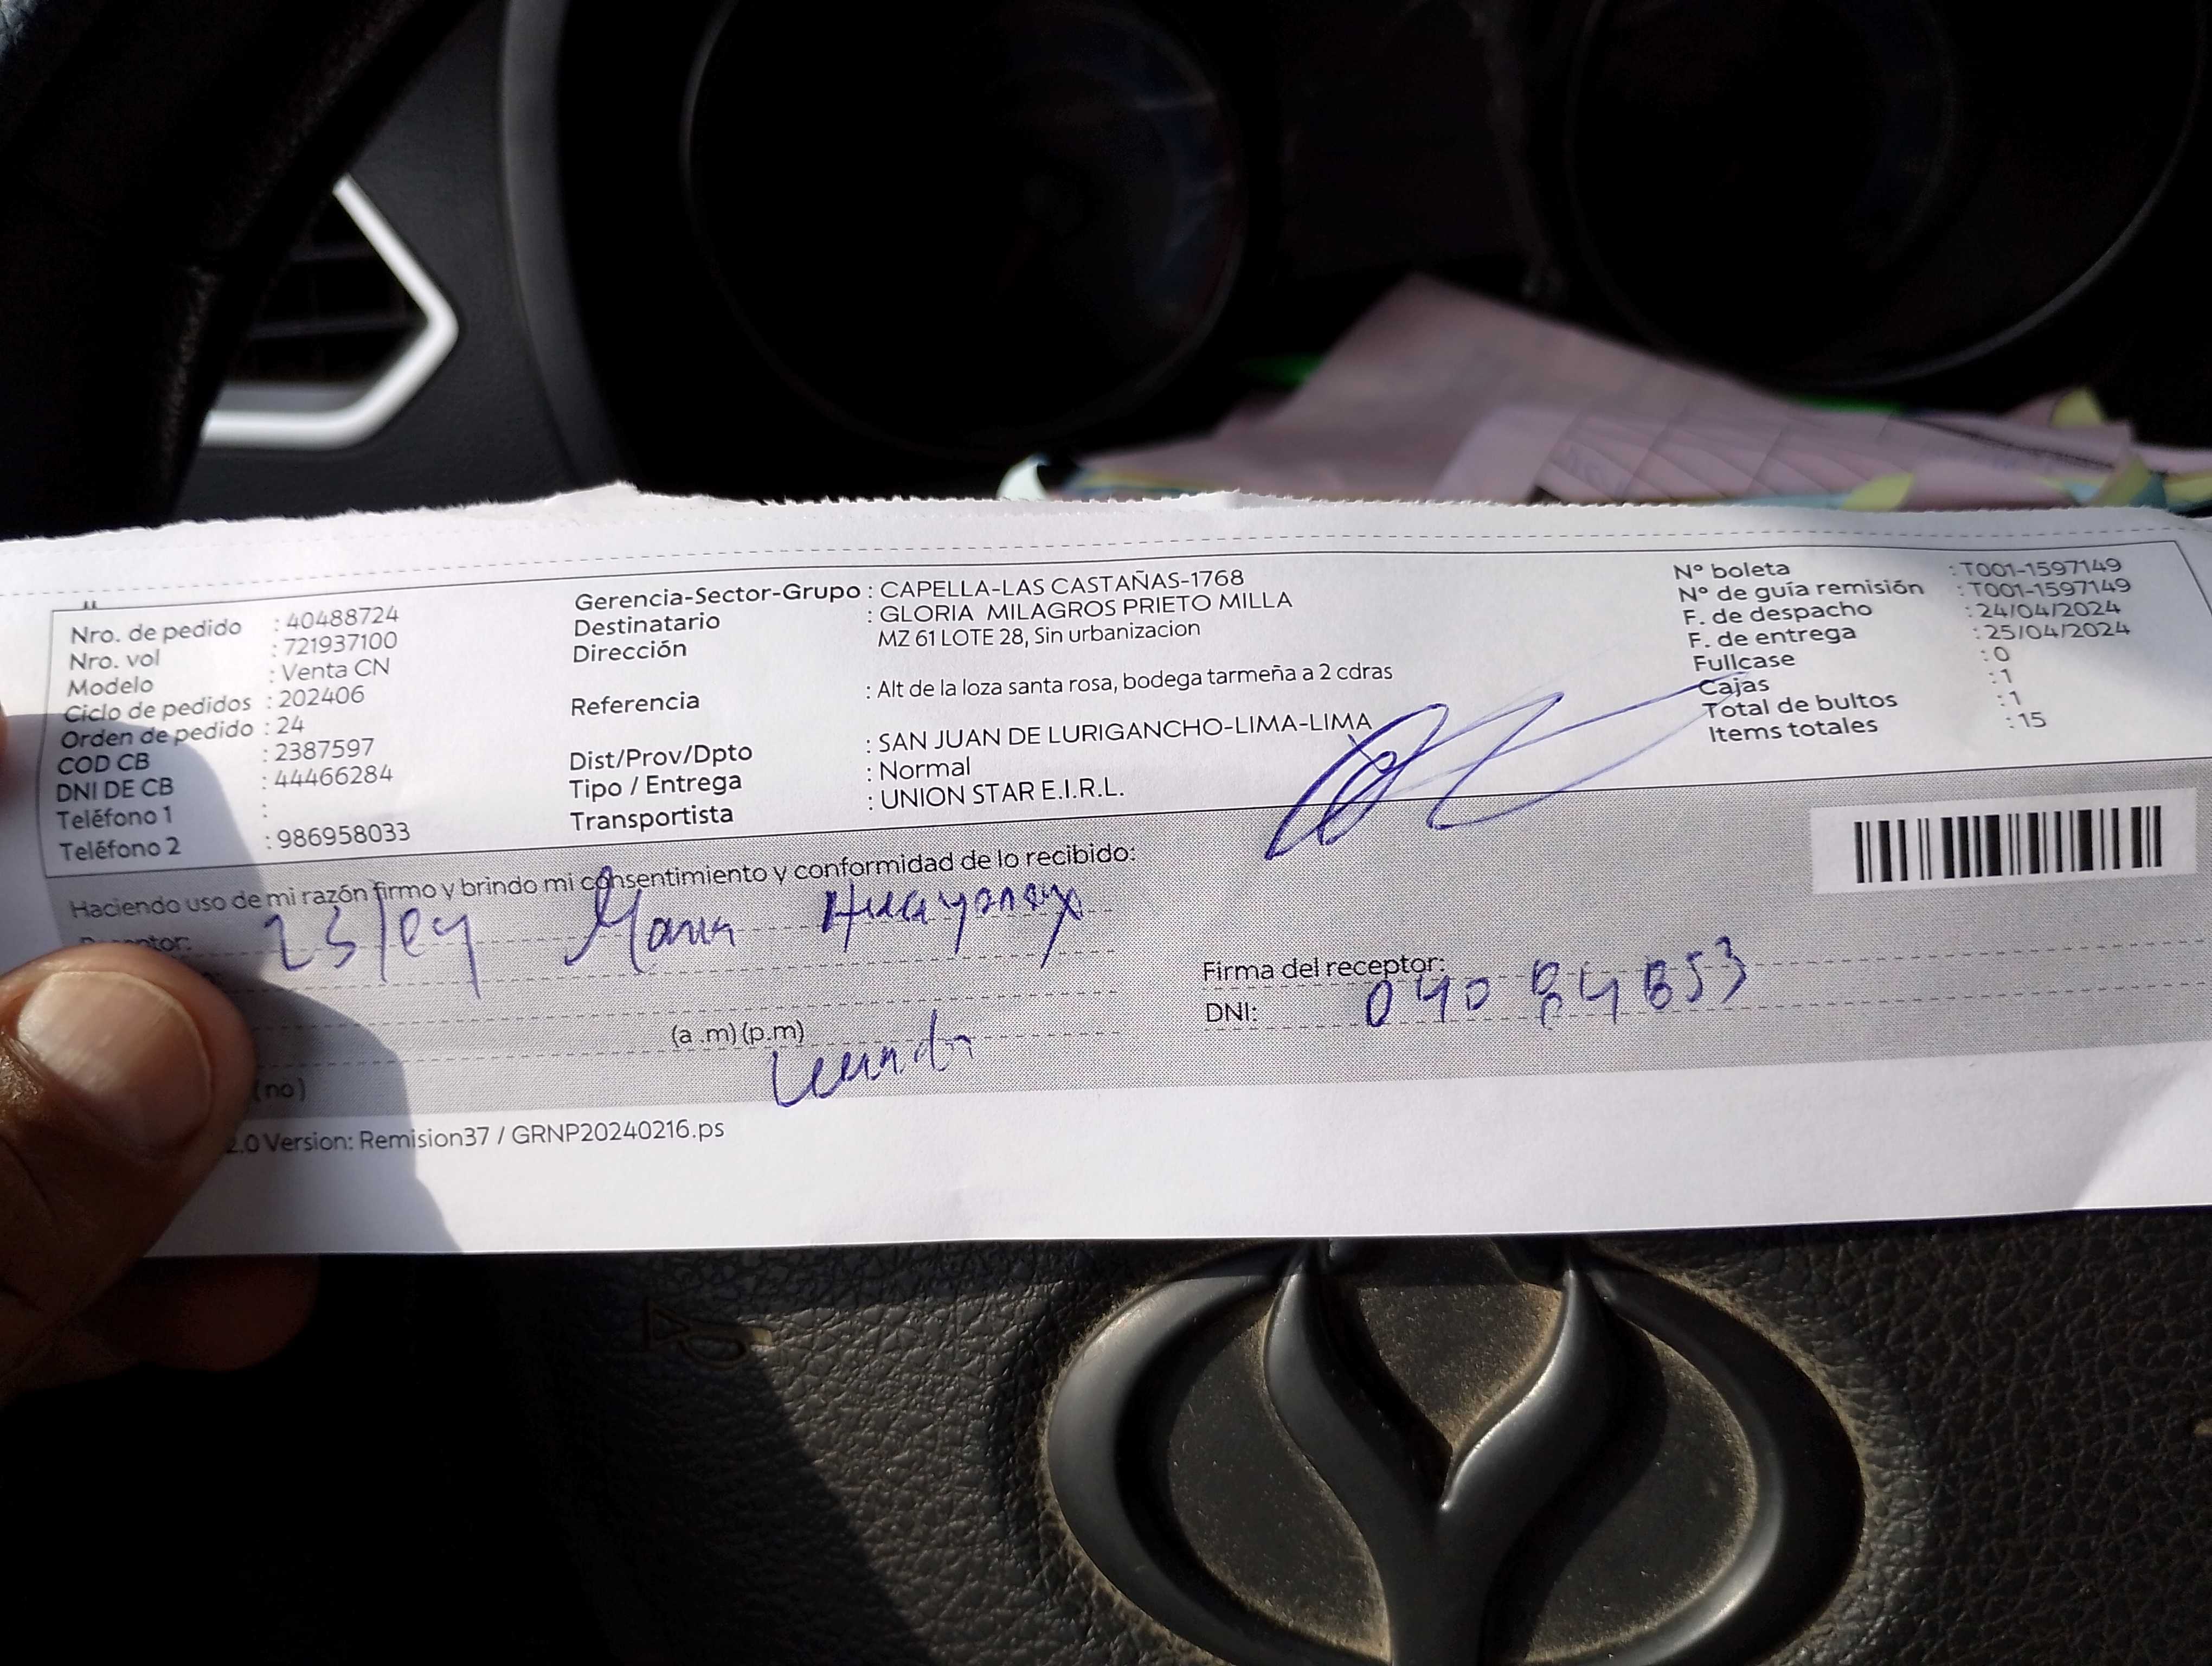 Nro. de pedido : 40488724
Nro. vol : 721937100
Modelo : Venta CN
Ciclo de pedidos : 202406
Orden de pedido : 24
COD CB : 2387597
DNI DE CB : 44466284
Teléfono 1 :
Teléfono 2 : 986958033
Gerencia-Sector-Grupo : CAPELLA-LAS CASTAÑAS-1768
Destinatario : GLORIA MILAGROS PRIETO MILLA
Dirección MZ 61 LOTE 28, Sin urbanizacion
Referencia : Alt de la loza santa rosa, bodega tarmeña a 2 cdras
Dist/Prov/Dpto : SAN JUAN DE LURIGANCHO-LIMA-LIMA
Tipo / Entrega : Normal
Transportista : UNION STAR E.I.R.L.
N° boleta : T001-1597149
N° de guía remisión : T001-1597149
F. de despacho : 24/04/2024
F. de entrega : 25/04/2024
Fullcase : 0
Cajas : 1
Total de bultos : 1
Items totales : 15
Haciendo uso de mi razón firmo y brindo mi consentimiento y conformidad de lo recibido:
Firma del receptor:
DNI:
(a .m) (p.m)
(no)
2.0 Version: Remision37 / GRNP20240216.ps